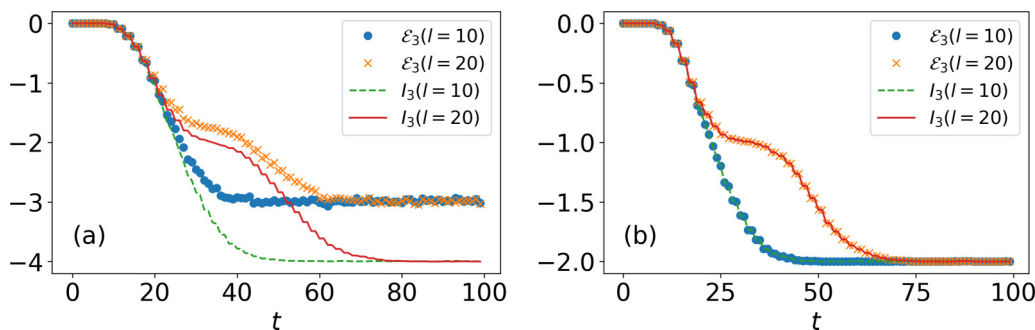 0
−1
−2
−3
−4
0
20
40
60
80
100
t
(a)
ℰ₃(l = 10)
ℰ₃(l = 20)
I₃(l = 10)
I₃(l = 20)
0.0
−0.5
−1.0
−1.5
−2.0
0
25
50
75
100
t
(b)
ℰ₃(l = 10)
ℰ₃(l = 20)
I₃(l = 10)
I₃(l = 20)